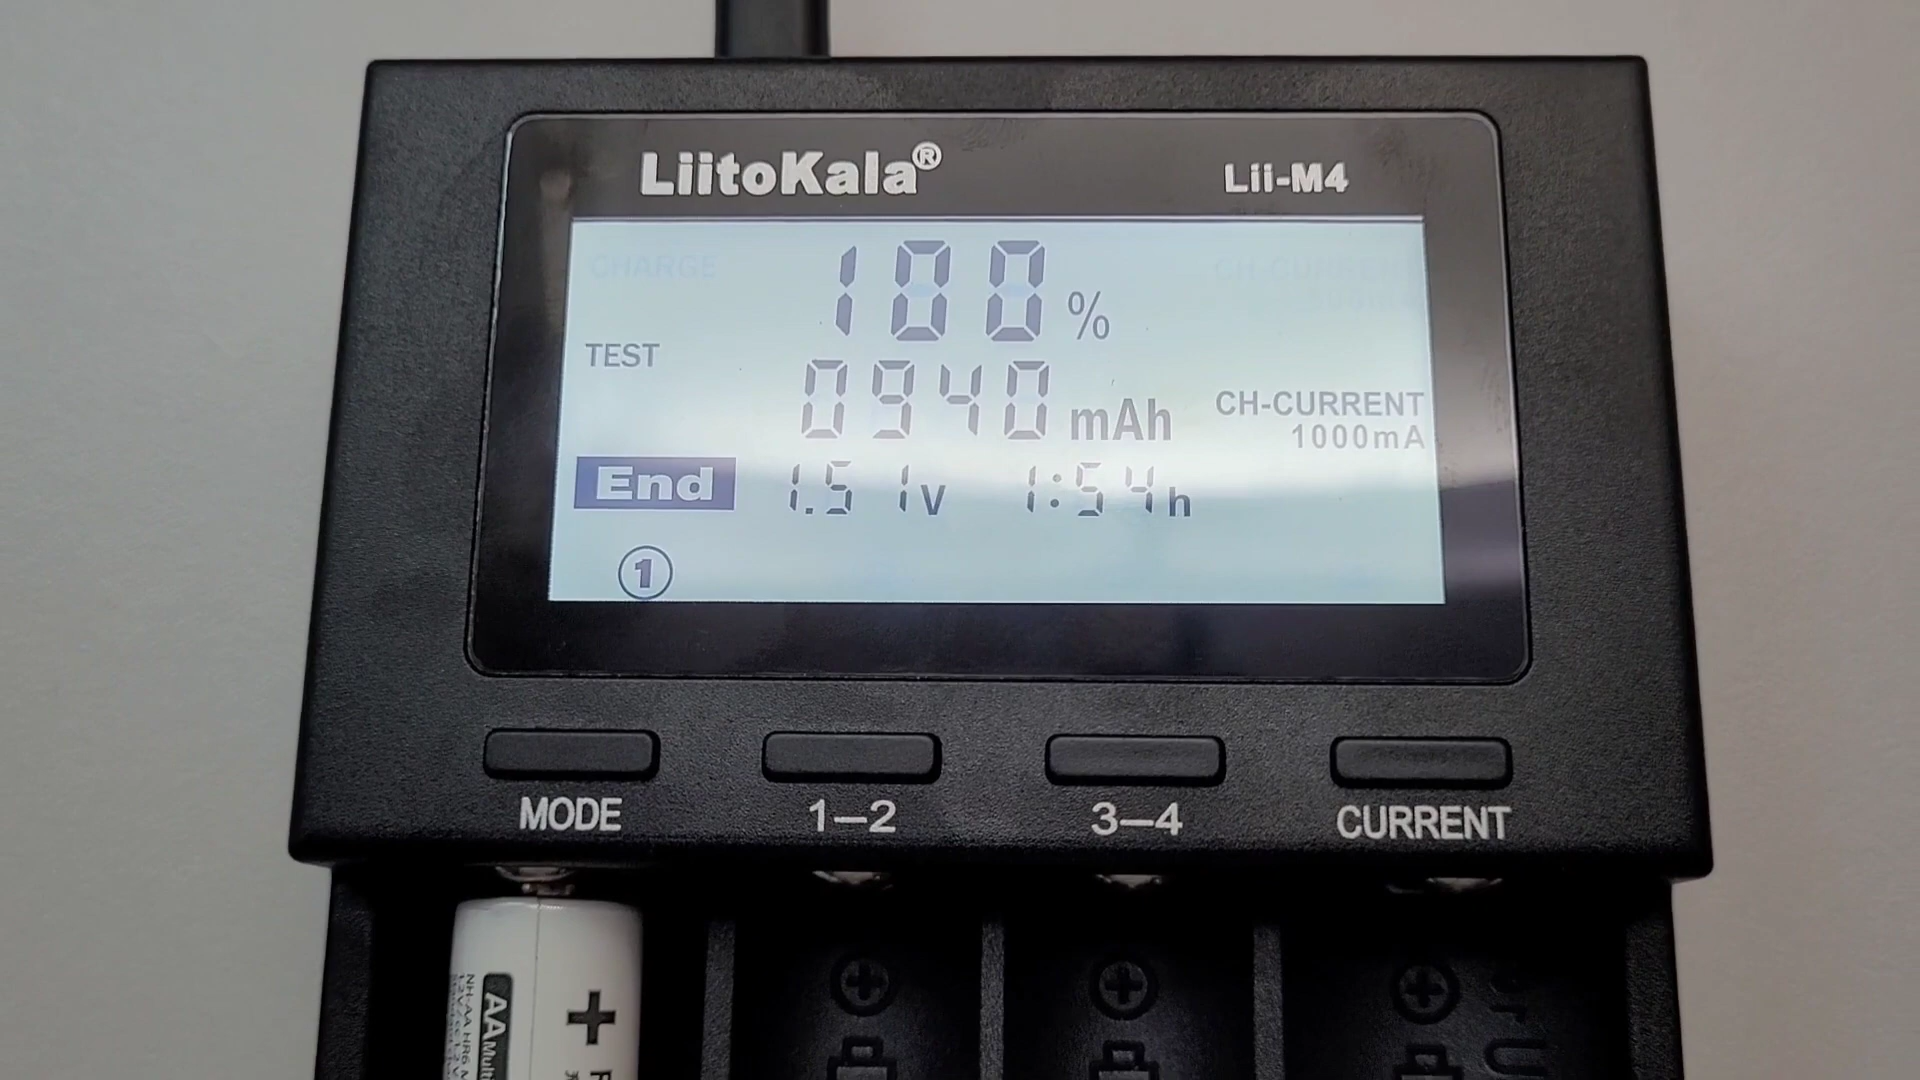 LiitoKala®
Lii-M4
100%
TEST
0940 mAh
CH-CURRENT
1000mA
End
1.51v
1:54h
1
MODE
1–2
3–4
CURRENT
AA
+